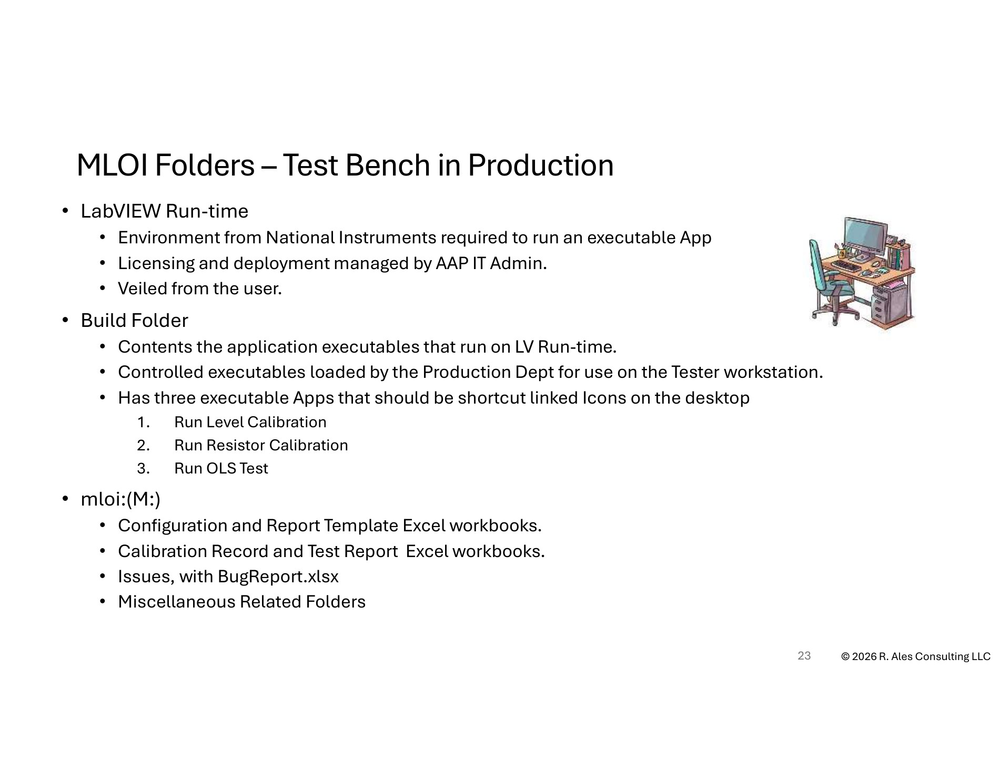 MLOI Folders – Test Bench in Production
• LabVIEW Run-time
• Environment from National Instruments required to run an executable App
• Licensing and deployment managed by AAP IT Admin.
• Veiled from the user.
• Build Folder
• Contents the application executables that run on LV Run-time.
• Controlled executables loaded by the Production Dept for use on the Tester workstation.
• Has three executable Apps that should be shortcut linked Icons on the desktop
1. Run Level Calibration
2. Run Resistor Calibration
3. Run OLS Test
• mloi:(M:)
• Configuration and Report Template Excel workbooks.
• Calibration Record and Test Report  Excel workbooks.
• Issues, with BugReport.xlsx
• Miscellaneous Related Folders
23
© 2026 R. Ales Consulting LLC